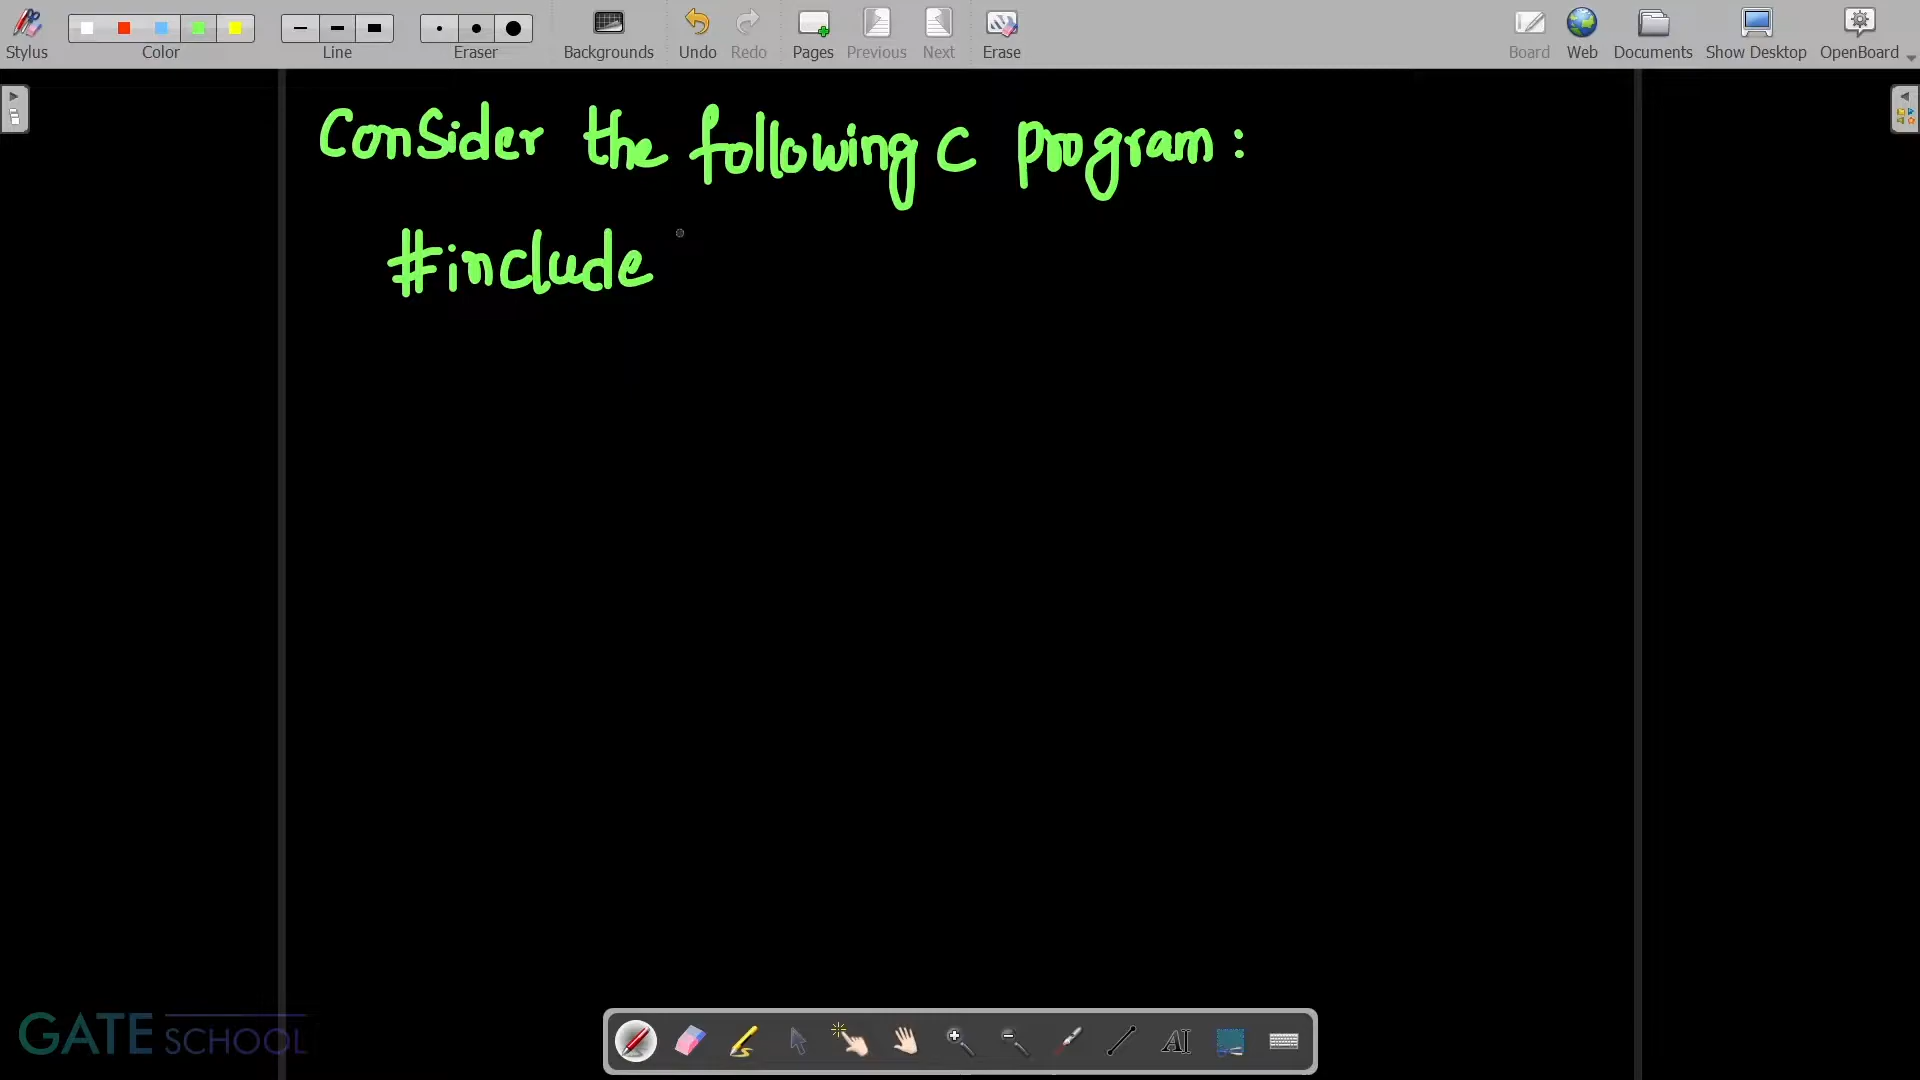 Stylus Color Line Eraser Backgrounds Undo Redo Pages Previous Next Erase Board Web Documents Show Desktop OpenBoard
Consider the following C program:
#include
GATE SCHOOL
AI